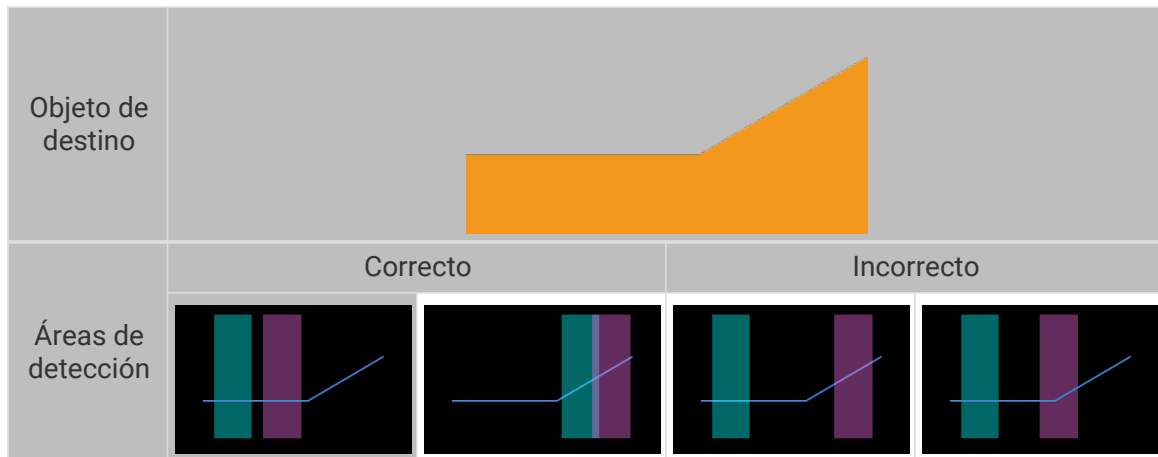 Objeto de
destino
Correcto
Incorrecto
Áreas de
detección